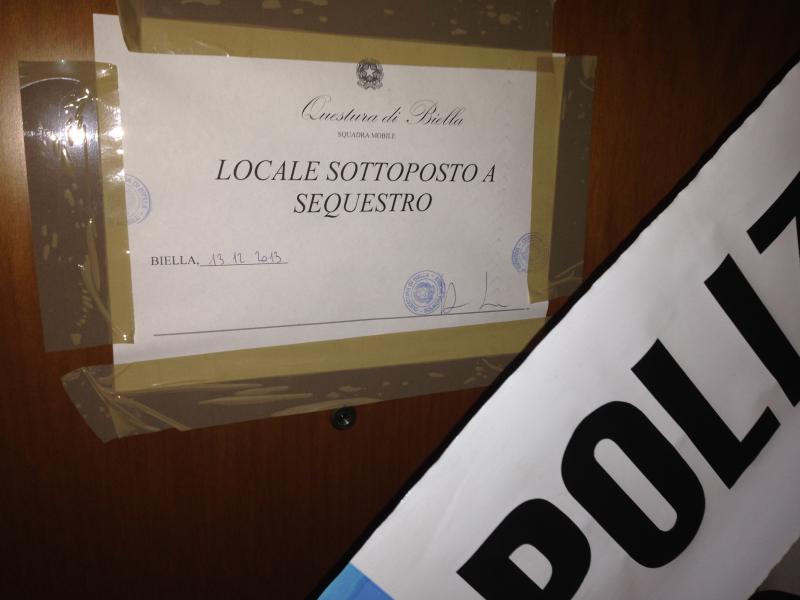 Questura di Biella
SQUADRA MOBILE
LOCALE SOTTOPOSTO A
SEQUESTRO
BIELLA, 13 12 2013
POLIZ